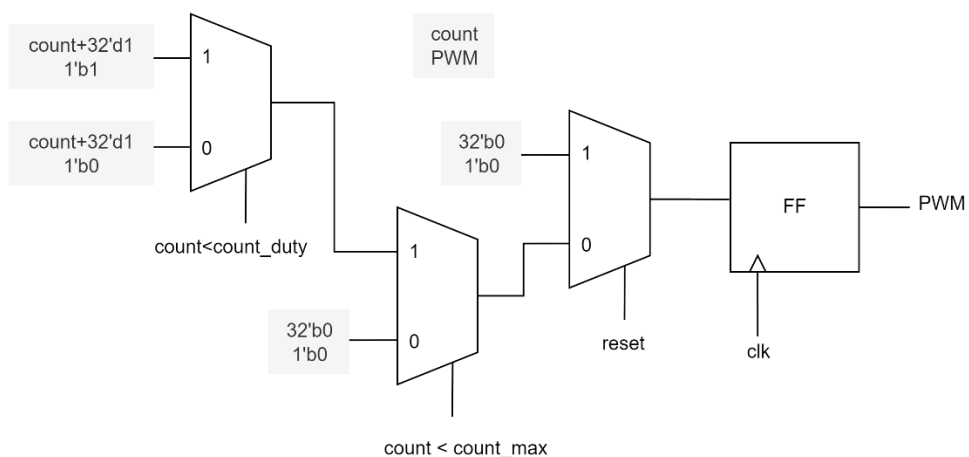 count+32'd1
1'b1
1
count+32'd1
1'b0
0
count<count_duty
count
PWM
32'b0
1'b0
1
0
reset
FF
PWM
clk
1
32'b0
1'b0
0
count < count_max